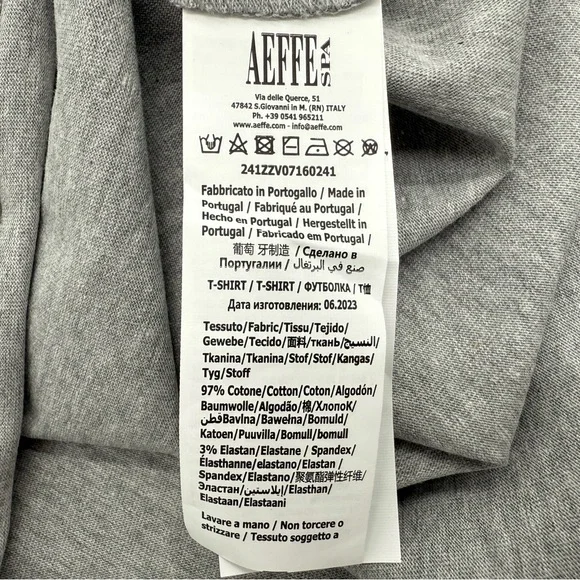 AEFFE SPA
Via delle Querce, 51
47842 S.Giovanni in M. (RN) ITALY
Ph. +39 0541 965211
www.aeffe.com - info@aeffe.com
241ZZV07160241
Fabbricato in Portogallo / Made in
Portugal / Fabriqué au Portugal /
Hecho en Portugal / Hergestellt in
Portugal / Fabricado em Portugal /
葡萄 牙制造 / Сделано в
Португалии / صنع في البرتغال
T-SHIRT / T-SHIRT / ФУТБОЛКА / T恤
Дата изготовления: 06.2023
Tessuto/Fabric/Tissu/Tejido/
Gewebe/Tecido/面料/ткань/النسيج/
Tkanina/Tkanina/Stof/Stof/Kangas/
Tyg/Stoff
97% Cotone/Cotton/Coton/Algodón/
Baumwolle/Algodão/棉/Хлопок/
قطن/Bavlna/Bawełna/Bomuld/
Katoen/Puuvilla/Bomull/bomull
3% Elastan/Elastane / Spandex/
Élasthanne/elastano/Elastan /
Spandex/Elastano/聚氨酯弹性纤维/
Эластан/إيلاستين/Elasthan/
Elastaan/Elastaani
Lavare a mano / Non torcere o
strizzare / Tessuto soggetto a